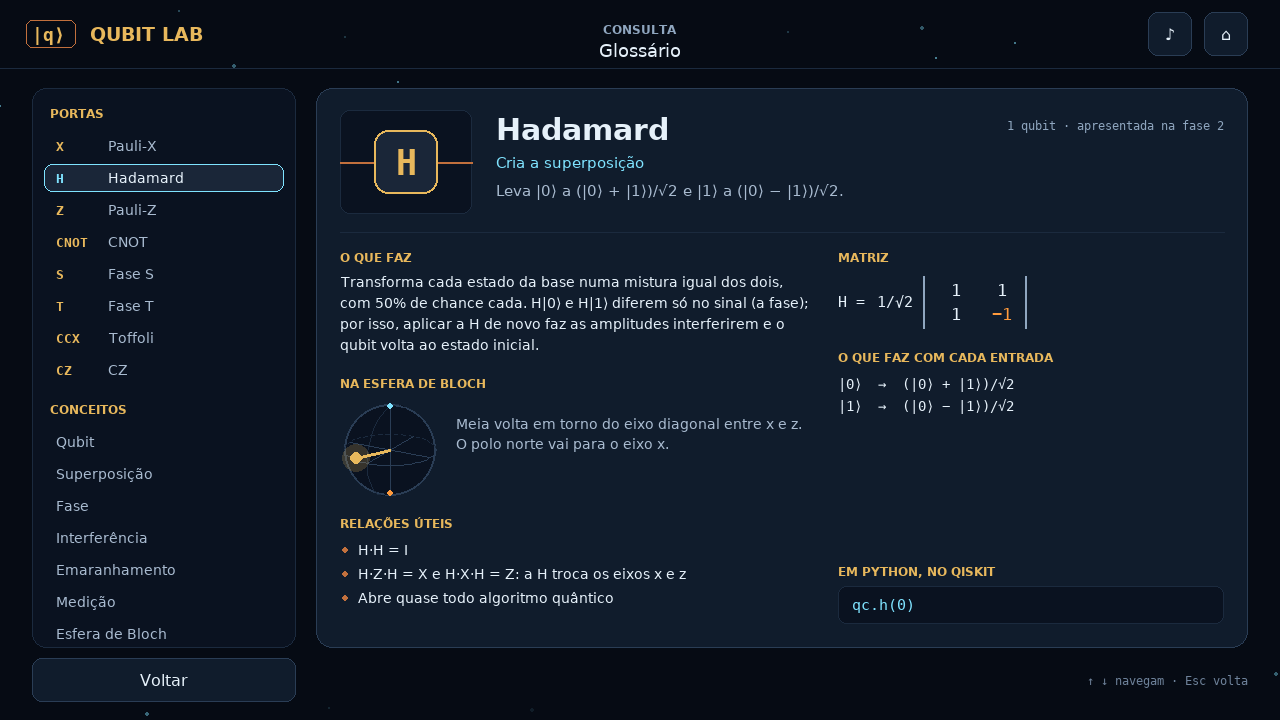 |q⟩ QUBIT LAB
CONSULTA
Glossário
♪
⌂
PORTAS
X Pauli-X
H Hadamard
Z Pauli-Z
CNOT CNOT
S Fase S
T Fase T
CCX Toffoli
CZ CZ
CONCEITOS
Qubit
Superposição
Fase
Interferência
Emaranhamento
Medição
Esfera de Bloch
Voltar
H
Hadamard
1 qubit · apresentada na fase 2
Cria a superposição
Leva |0⟩ a (|0⟩ + |1⟩)/√2 e |1⟩ a (|0⟩ − |1⟩)/√2.
O QUE FAZ
Transforma cada estado da base numa mistura igual dos dois,
com 50% de chance cada. H|0⟩ e H|1⟩ diferem só no sinal (a fase);
por isso, aplicar a H de novo faz as amplitudes interferirem e o
qubit volta ao estado inicial.
NA ESFERA DE BLOCH
Meia volta em torno do eixo diagonal entre x e z.
O polo norte vai para o eixo x.
RELAÇÕES ÚTEIS
H·H = I
H·Z·H = X e H·X·H = Z: a H troca os eixos x e z
Abre quase todo algoritmo quântico
MATRIZ
H = 1/√2
1 1
1 −1
O QUE FAZ COM CADA ENTRADA
|0⟩ → (|0⟩ + |1⟩)/√2
|1⟩ → (|0⟩ − |1⟩)/√2
EM PYTHON, NO QISKIT
qc.h(0)
↑ ↓ navegam · Esc volta